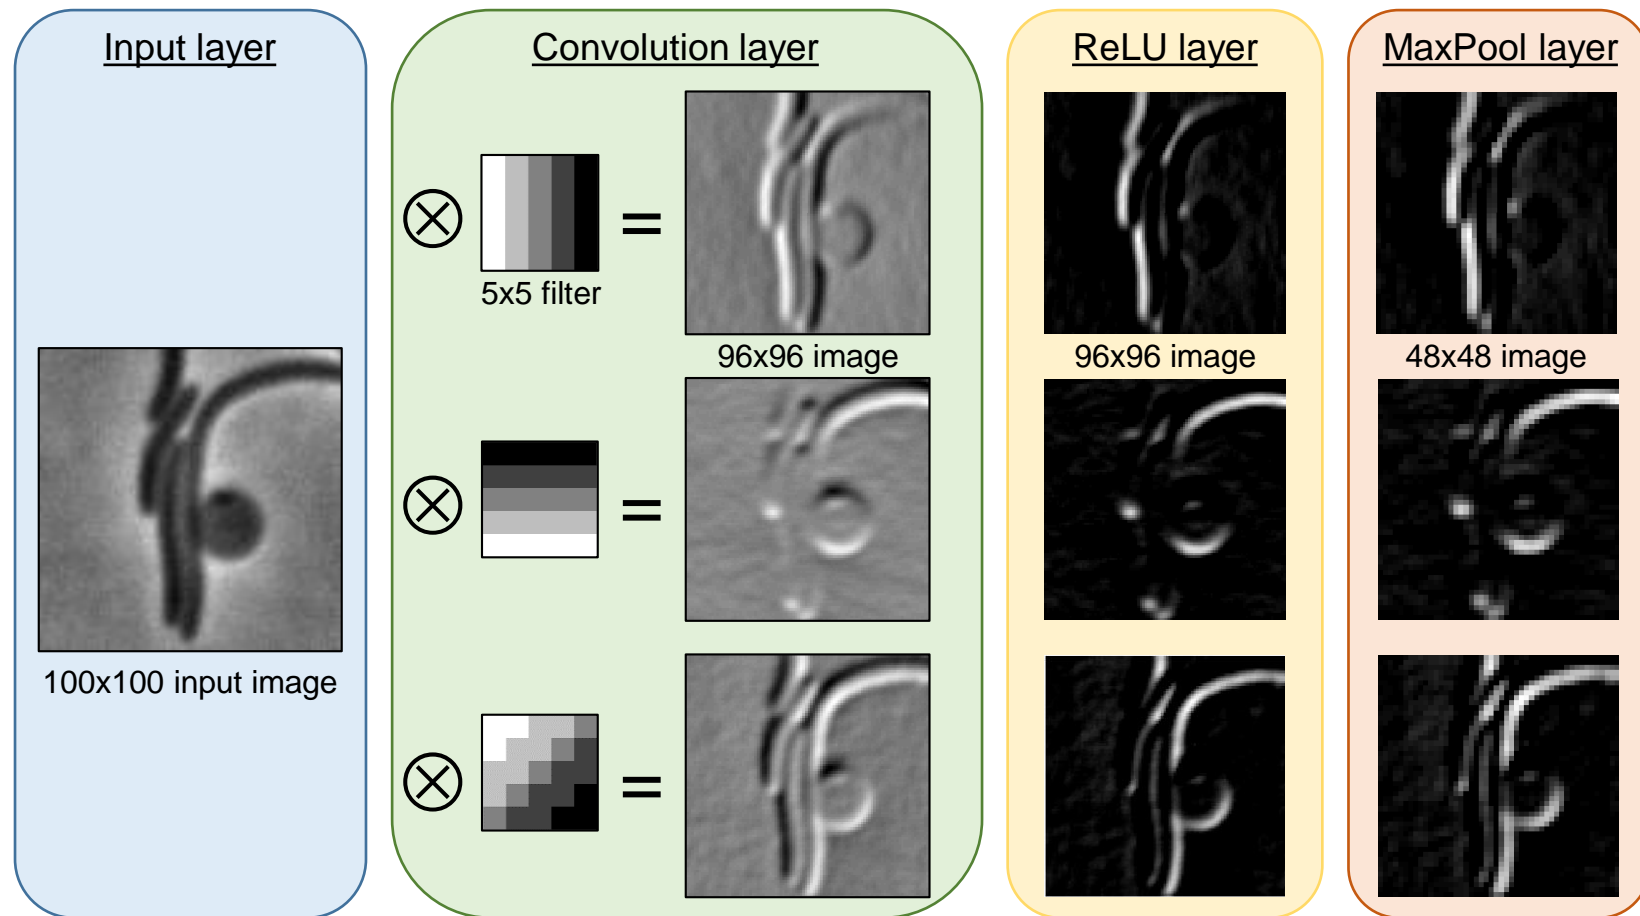 Input layer
100x100 input image
Convolution layer
5x5 filter
=
96x96 image
=
=
ReLU layer
96x96 image
MaxPool layer
48x48 image